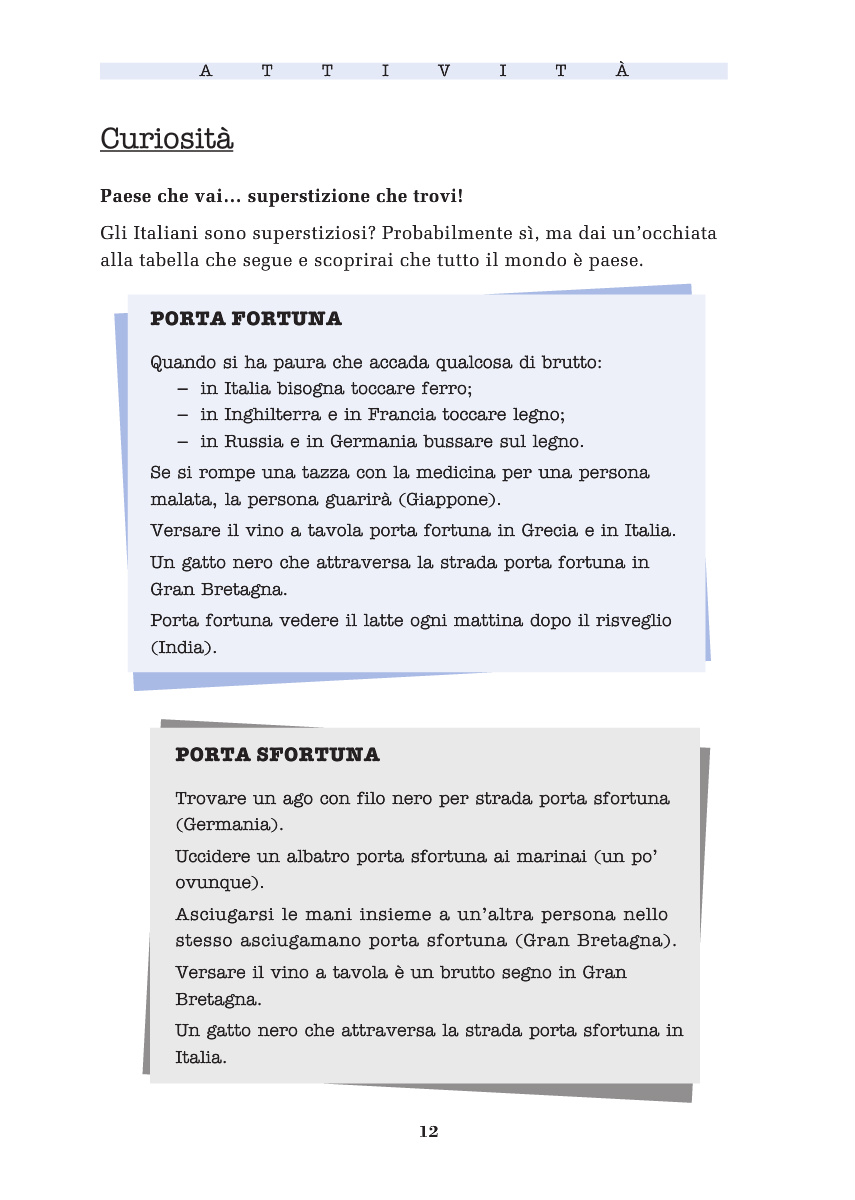 A T T I V I T À
Curiosità
Paese che vai... superstizione che trovi!
Gli Italiani sono superstiziosi? Probabilmente sì, ma dai un’occhiata
alla tabella che segue e scoprirai che tutto il mondo è paese.
PORTA FORTUNA
Quando si ha paura che accada qualcosa di brutto:
– in Italia bisogna toccare ferro;
– in Inghilterra e in Francia toccare legno;
– in Russia e in Germania bussare sul legno.
Se si rompe una tazza con la medicina per una persona
malata, la persona guarirà (Giappone).
Versare il vino a tavola porta fortuna in Grecia e in Italia.
Un gatto nero che attraversa la strada porta fortuna in
Gran Bretagna.
Porta fortuna vedere il latte ogni mattina dopo il risveglio
(India).
PORTA SFORTUNA
Trovare un ago con filo nero per strada porta sfortuna
(Germania).
Uccidere un albatro porta sfortuna ai marinai (un po’
ovunque).
Asciugarsi le mani insieme a un’altra persona nello
stesso asciugamano porta sfortuna (Gran Bretagna).
Versare il vino a tavola è un brutto segno in Gran
Bretagna.
Un gatto nero che attraversa la strada porta sfortuna in
Italia.
12